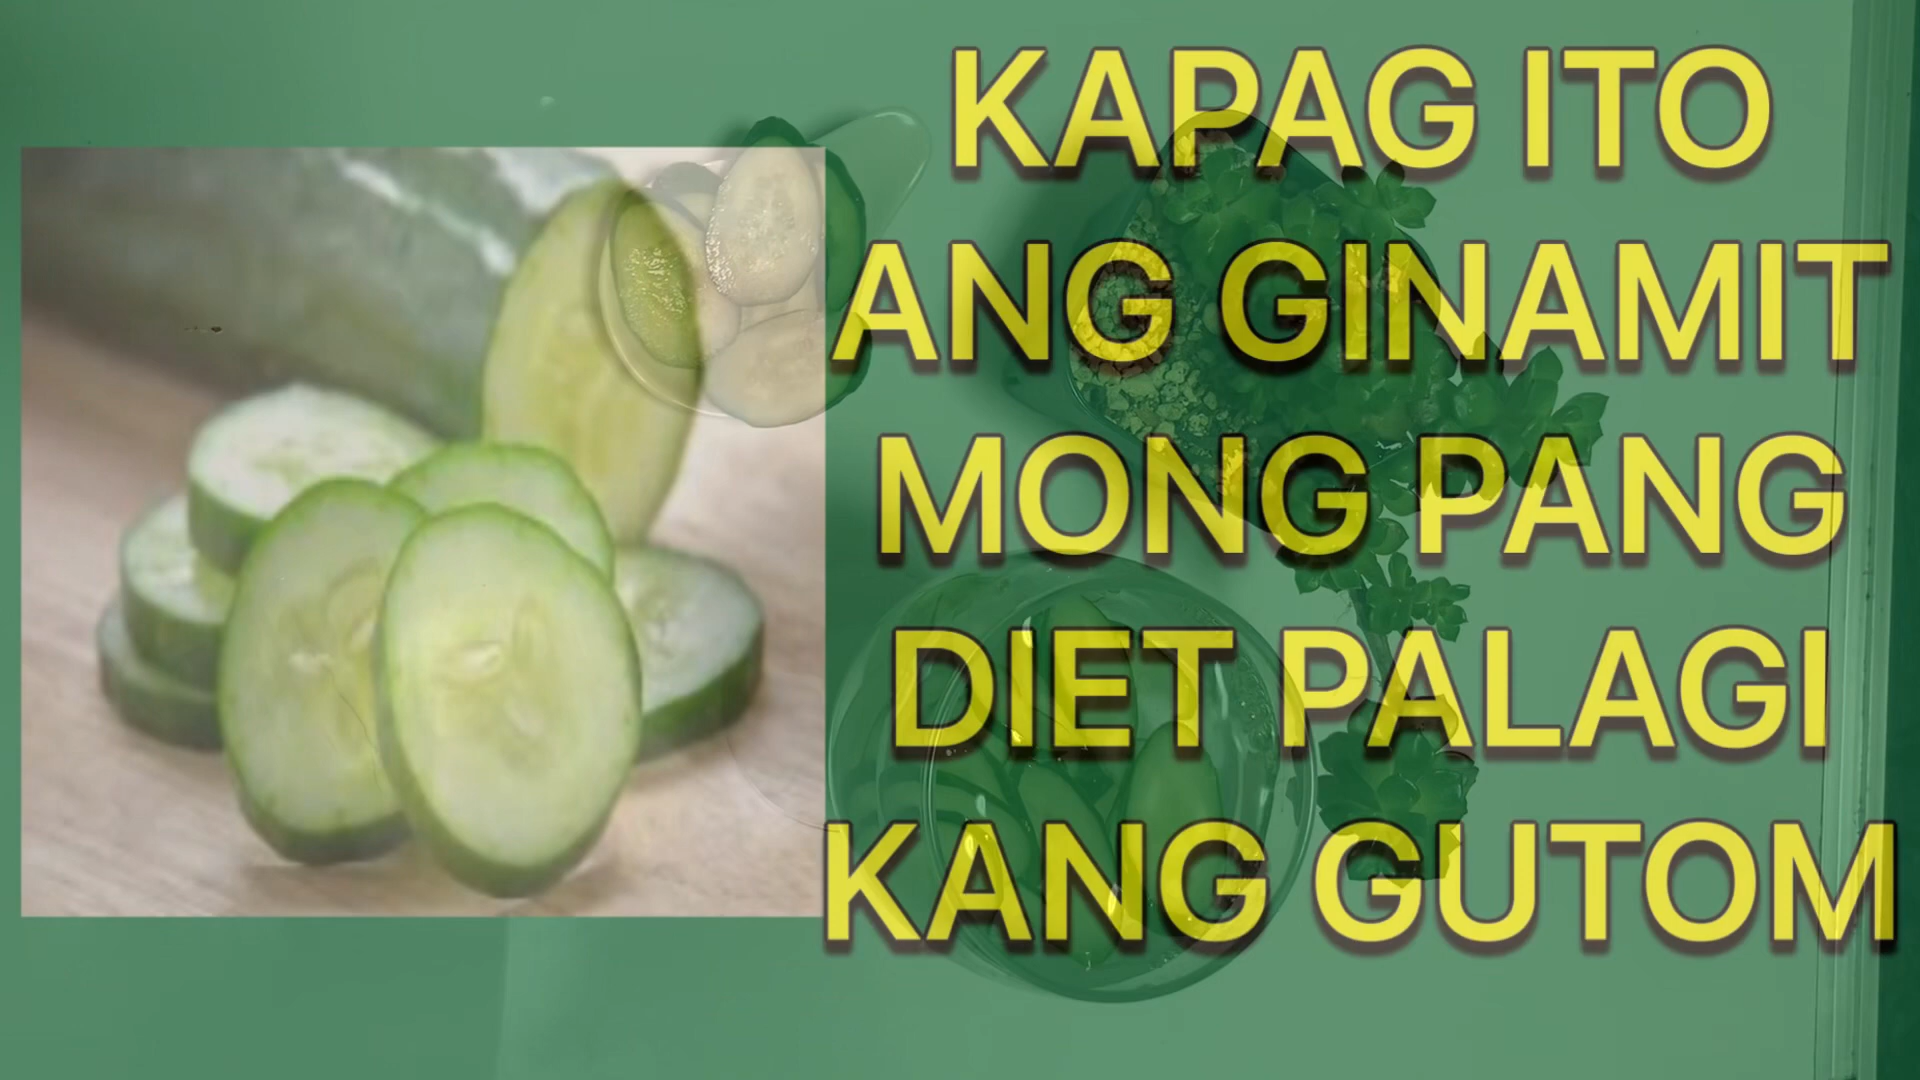 KAPAG ITO
ANG GINAMIT
MONG PANG
DIET PALAGI
KANG GUTOM